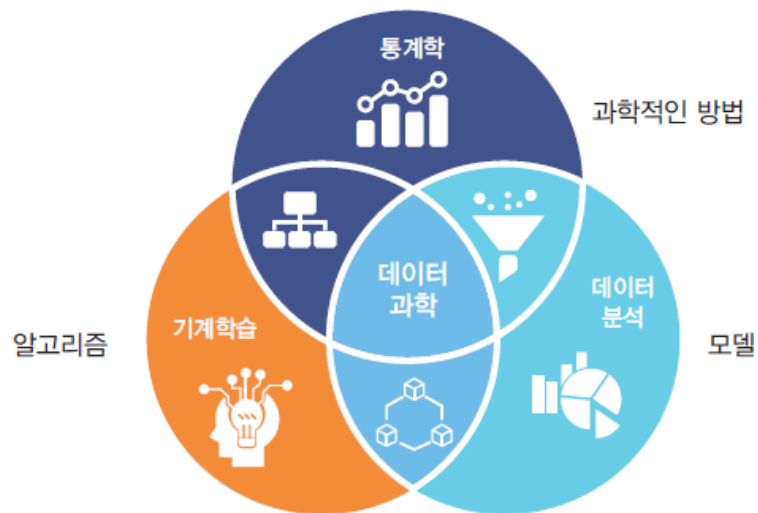 통계학
과학적인 방법
데이터
과학
데이터
분석
기계학습
알고리즘
모델